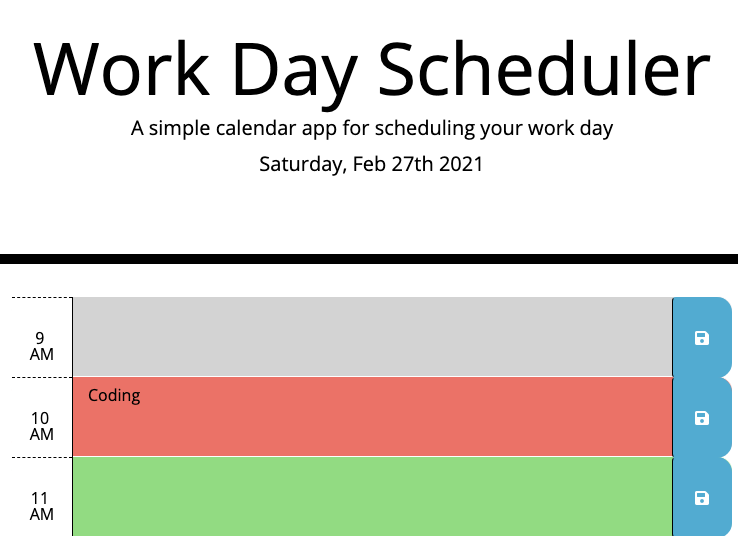 Work Day Scheduler
A simple calendar app for scheduling your work day
Saturday, Feb 27th 2021
9
AM
Coding
10
AM
11
AM